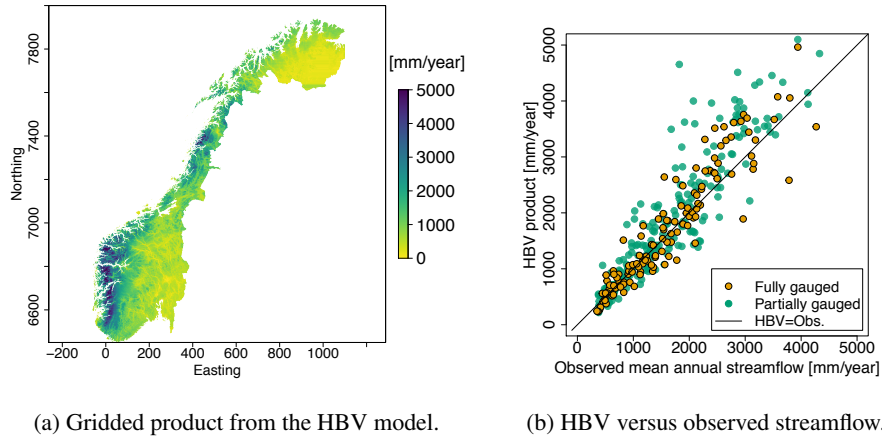 7800
7400
7000
6600
Northing
-200
0
200
400
600
800
1000
Easting
[mm/year]
5000
4000
3000
2000
1000
0
(a) Gridded product from the HBV model.
5000
4000
3000
2000
1000
0
HBV product [mm/year]
Fully gauged
Partially gauged
HBV=Obs.
0
1000
2000
3000
4000
5000
Observed mean annual streamflow [mm/year]
(b) HBV versus observed streamflow.